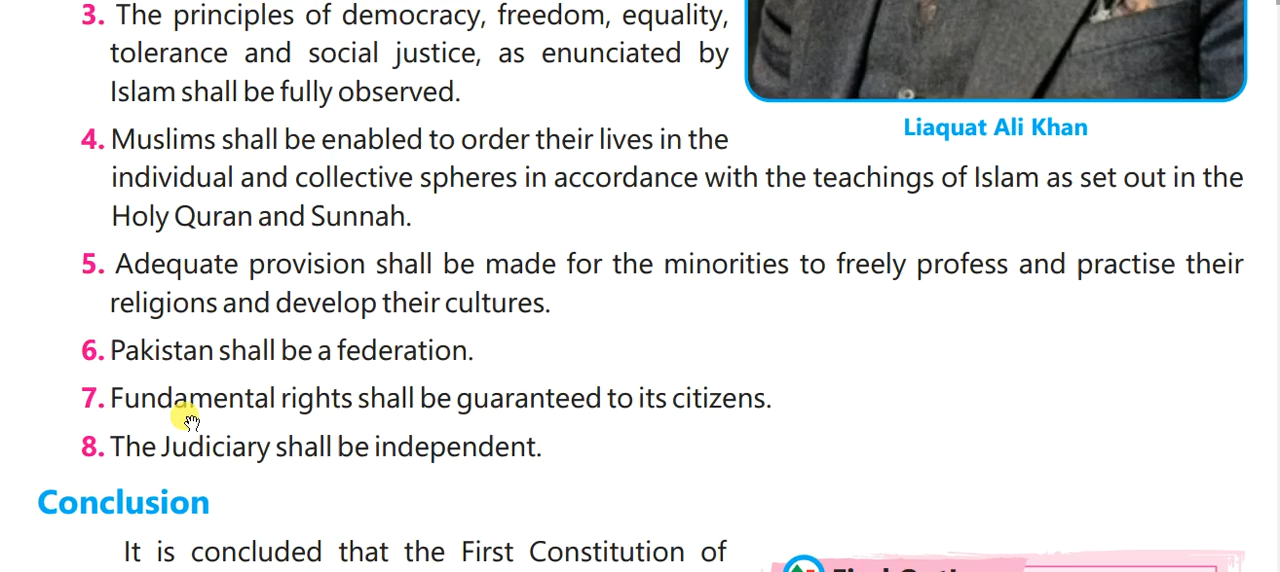 3. The principles of democracy, freedom, equality,
tolerance and social justice, as enunciated by
Islam shall be fully observed.
Liaquat Ali Khan
4. Muslims shall be enabled to order their lives in the
individual and collective spheres in accordance with the teachings of Islam as set out in the
Holy Quran and Sunnah.
5. Adequate provision shall be made for the minorities to freely profess and practise their
religions and develop their cultures.
6. Pakistan shall be a federation.
7. Fundamental rights shall be guaranteed to its citizens.
8. The Judiciary shall be independent.
Conclusion
It is concluded that the First Constitution of